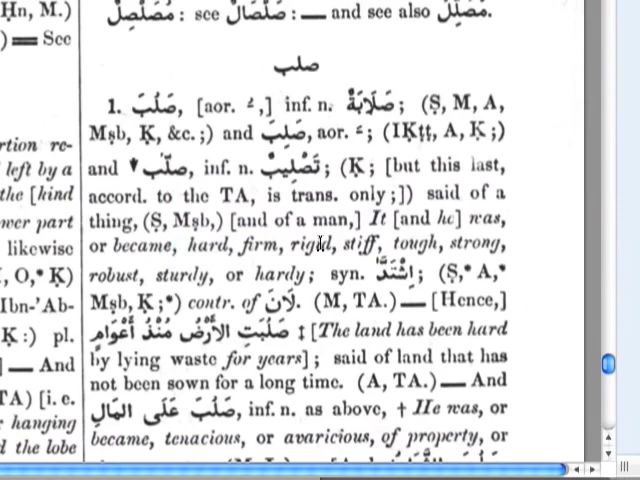 Ḥn, M.)
) — See
rtion re-
left by a
the [kind
wer part
likewise
I, O,* Ḳ)
Ibn-'Ab-
Ḳ:) pl.
] — And
TA) [i. e.
hanging
d the lobe
مُصَلْصِلٌ: see صَلْصَالٌ: — and see also مُصَلِّلٌ.
صلب
1. صَلُبَ, [aor. ـُ,] inf. n. صَلَابَةٌ; (Ṣ, M, A,
Mṣb, Ḳ, &c.;) and صَلِبَ, aor. ـَ; (IḲṭṭ, A, Ḳ;)
and ▼ صلّب, inf. n. تَصْلِيبٌ; (Ḳ; [but this last,
accord. to the TA, is trans. only;]) said of a
thing, (Ṣ, Mṣb,) [and of a man,] It [and he] was,
or became, hard, firm, rigid, stiff, tough, strong,
robust, sturdy, or hardy; syn. اِشْتَدَّ; (Ṣ,* A,*
Mṣb, Ḳ;*) contr. of لَانَ. (M, TA.) — [Hence,]
صَلُبَتِ الأَرْضُ مُنْذُ أَعْوَامٍ ‡ [The land has been hard
by lying waste for years]; said of land that has
not been sown for a long time. (A, TA.) — And
صَلُبَ عَلَى المَالِ, inf. n. as above, † He was, or
became, tenacious, or avaricious, of property, or